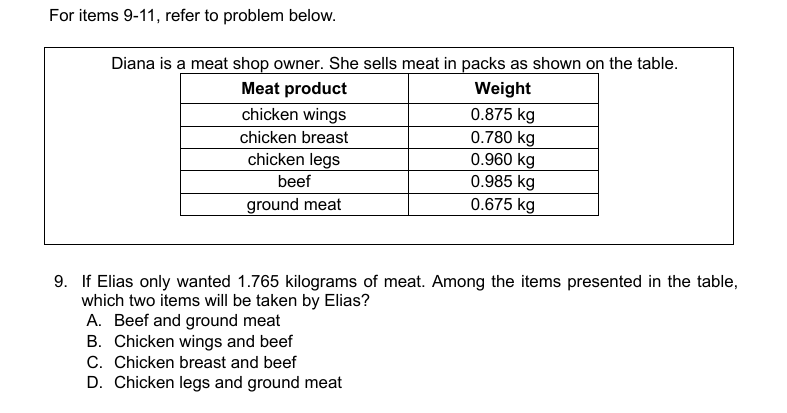 For items 9-11, refer to problem below.
Diana is a meat shop owner. She sells meat in packs as shown on the table.
Meat product Weight
chicken wings 0.875 kg
chicken breast 0.780 kg
chicken legs 0.960 kg
beef 0.985 kg
ground meat 0.675 kg
9. If Elias only wanted 1.765 kilograms of meat. Among the items presented in the table,
which two items will be taken by Elias?
A. Beef and ground meat
B. Chicken wings and beef
C. Chicken breast and beef
D. Chicken legs and ground meat